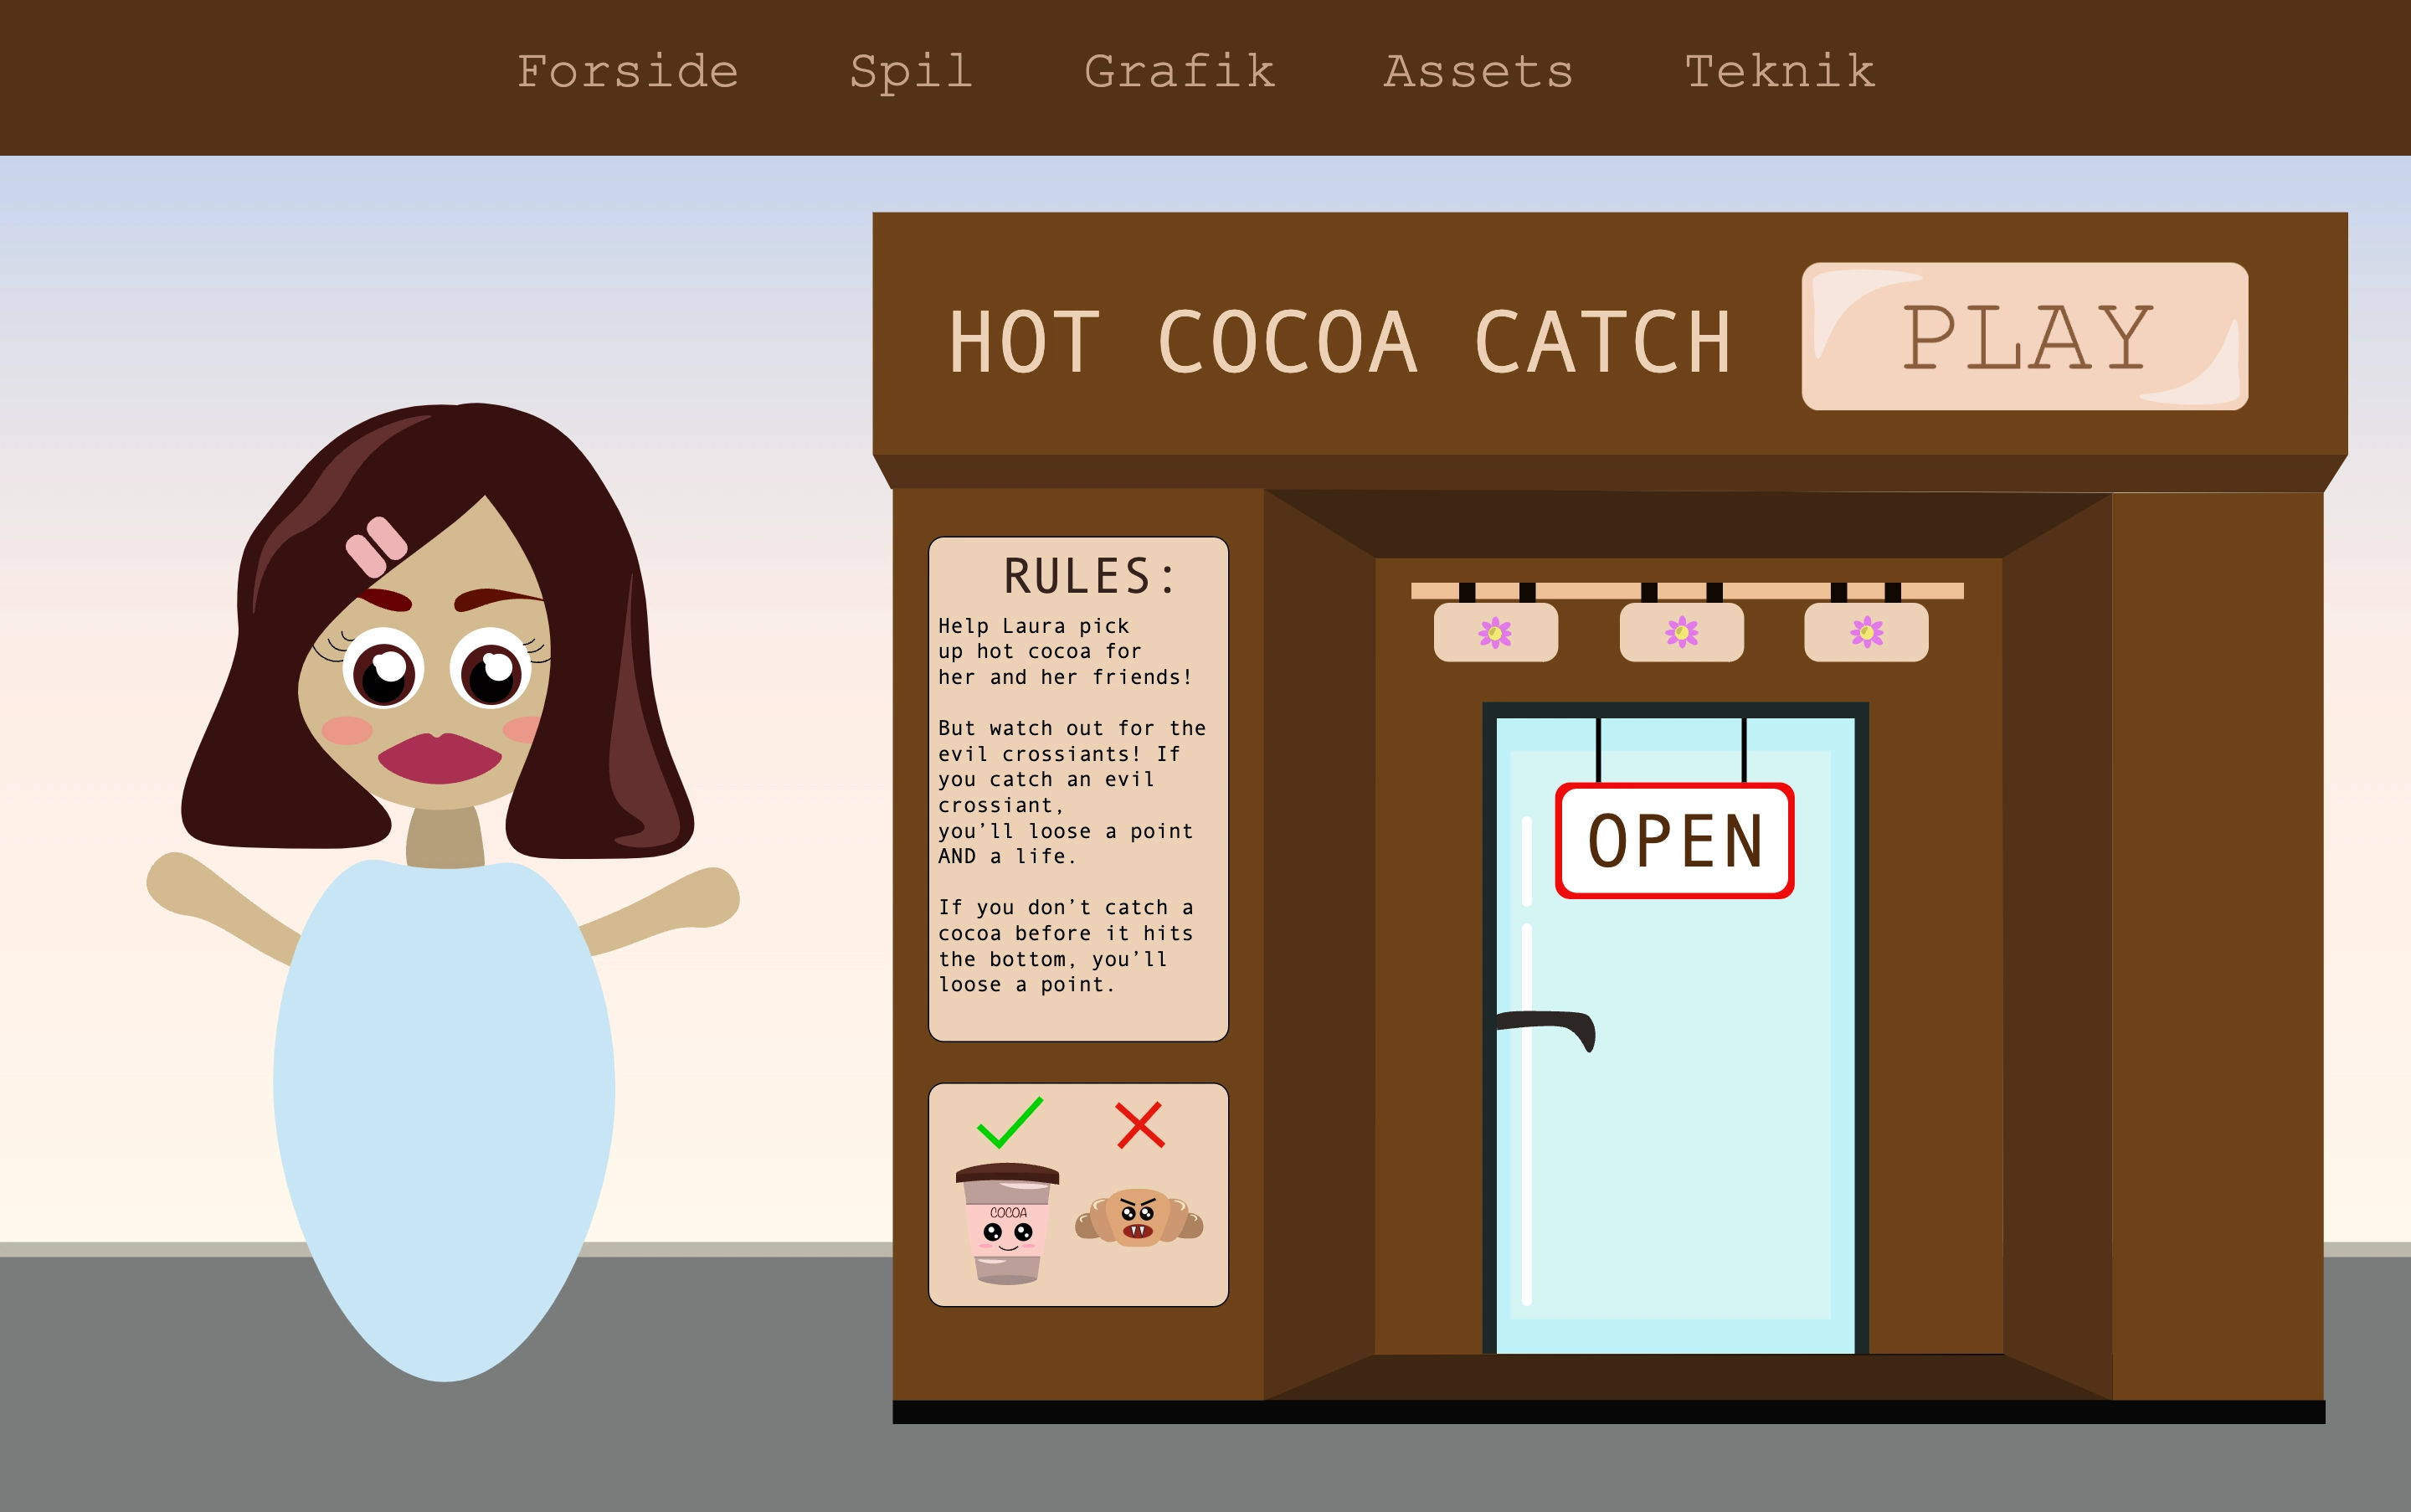 Forside Spil Grafik Assets Teknik
HOT COCOA CATCH
PLAY
RULES:
Help Laura pick
up hot cocoa for
her and her friends!
But watch out for the
evil crossiants! If
you catch an evil
crossiant,
you’ll loose a point
AND a life.
If you don’t catch a
cocoa before it hits
the bottom, you’ll
loose a point.
OPEN
COCOA